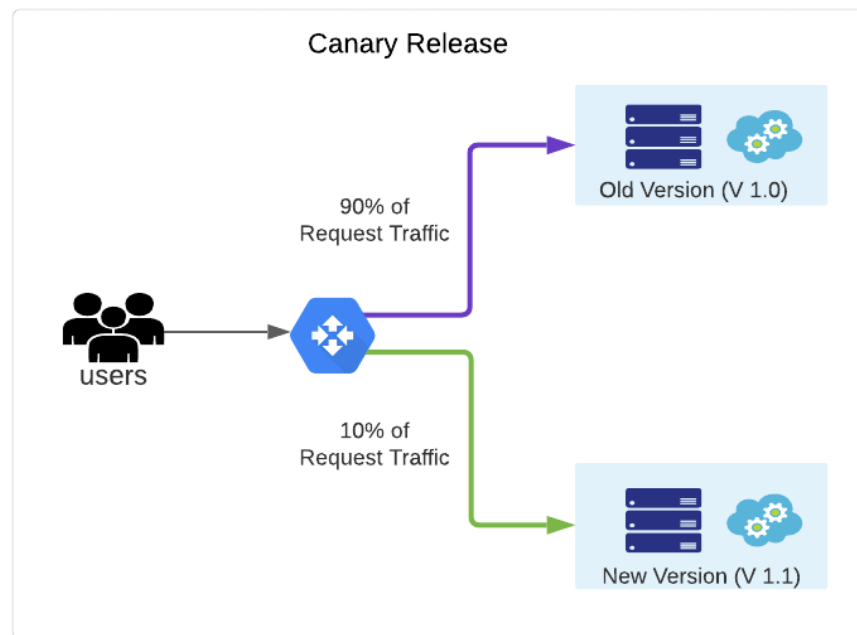 Canary Release
Old Version (V 1.0)
90% of
Request Traffic
users
10% of
Request Traffic
New Version (V 1.1)